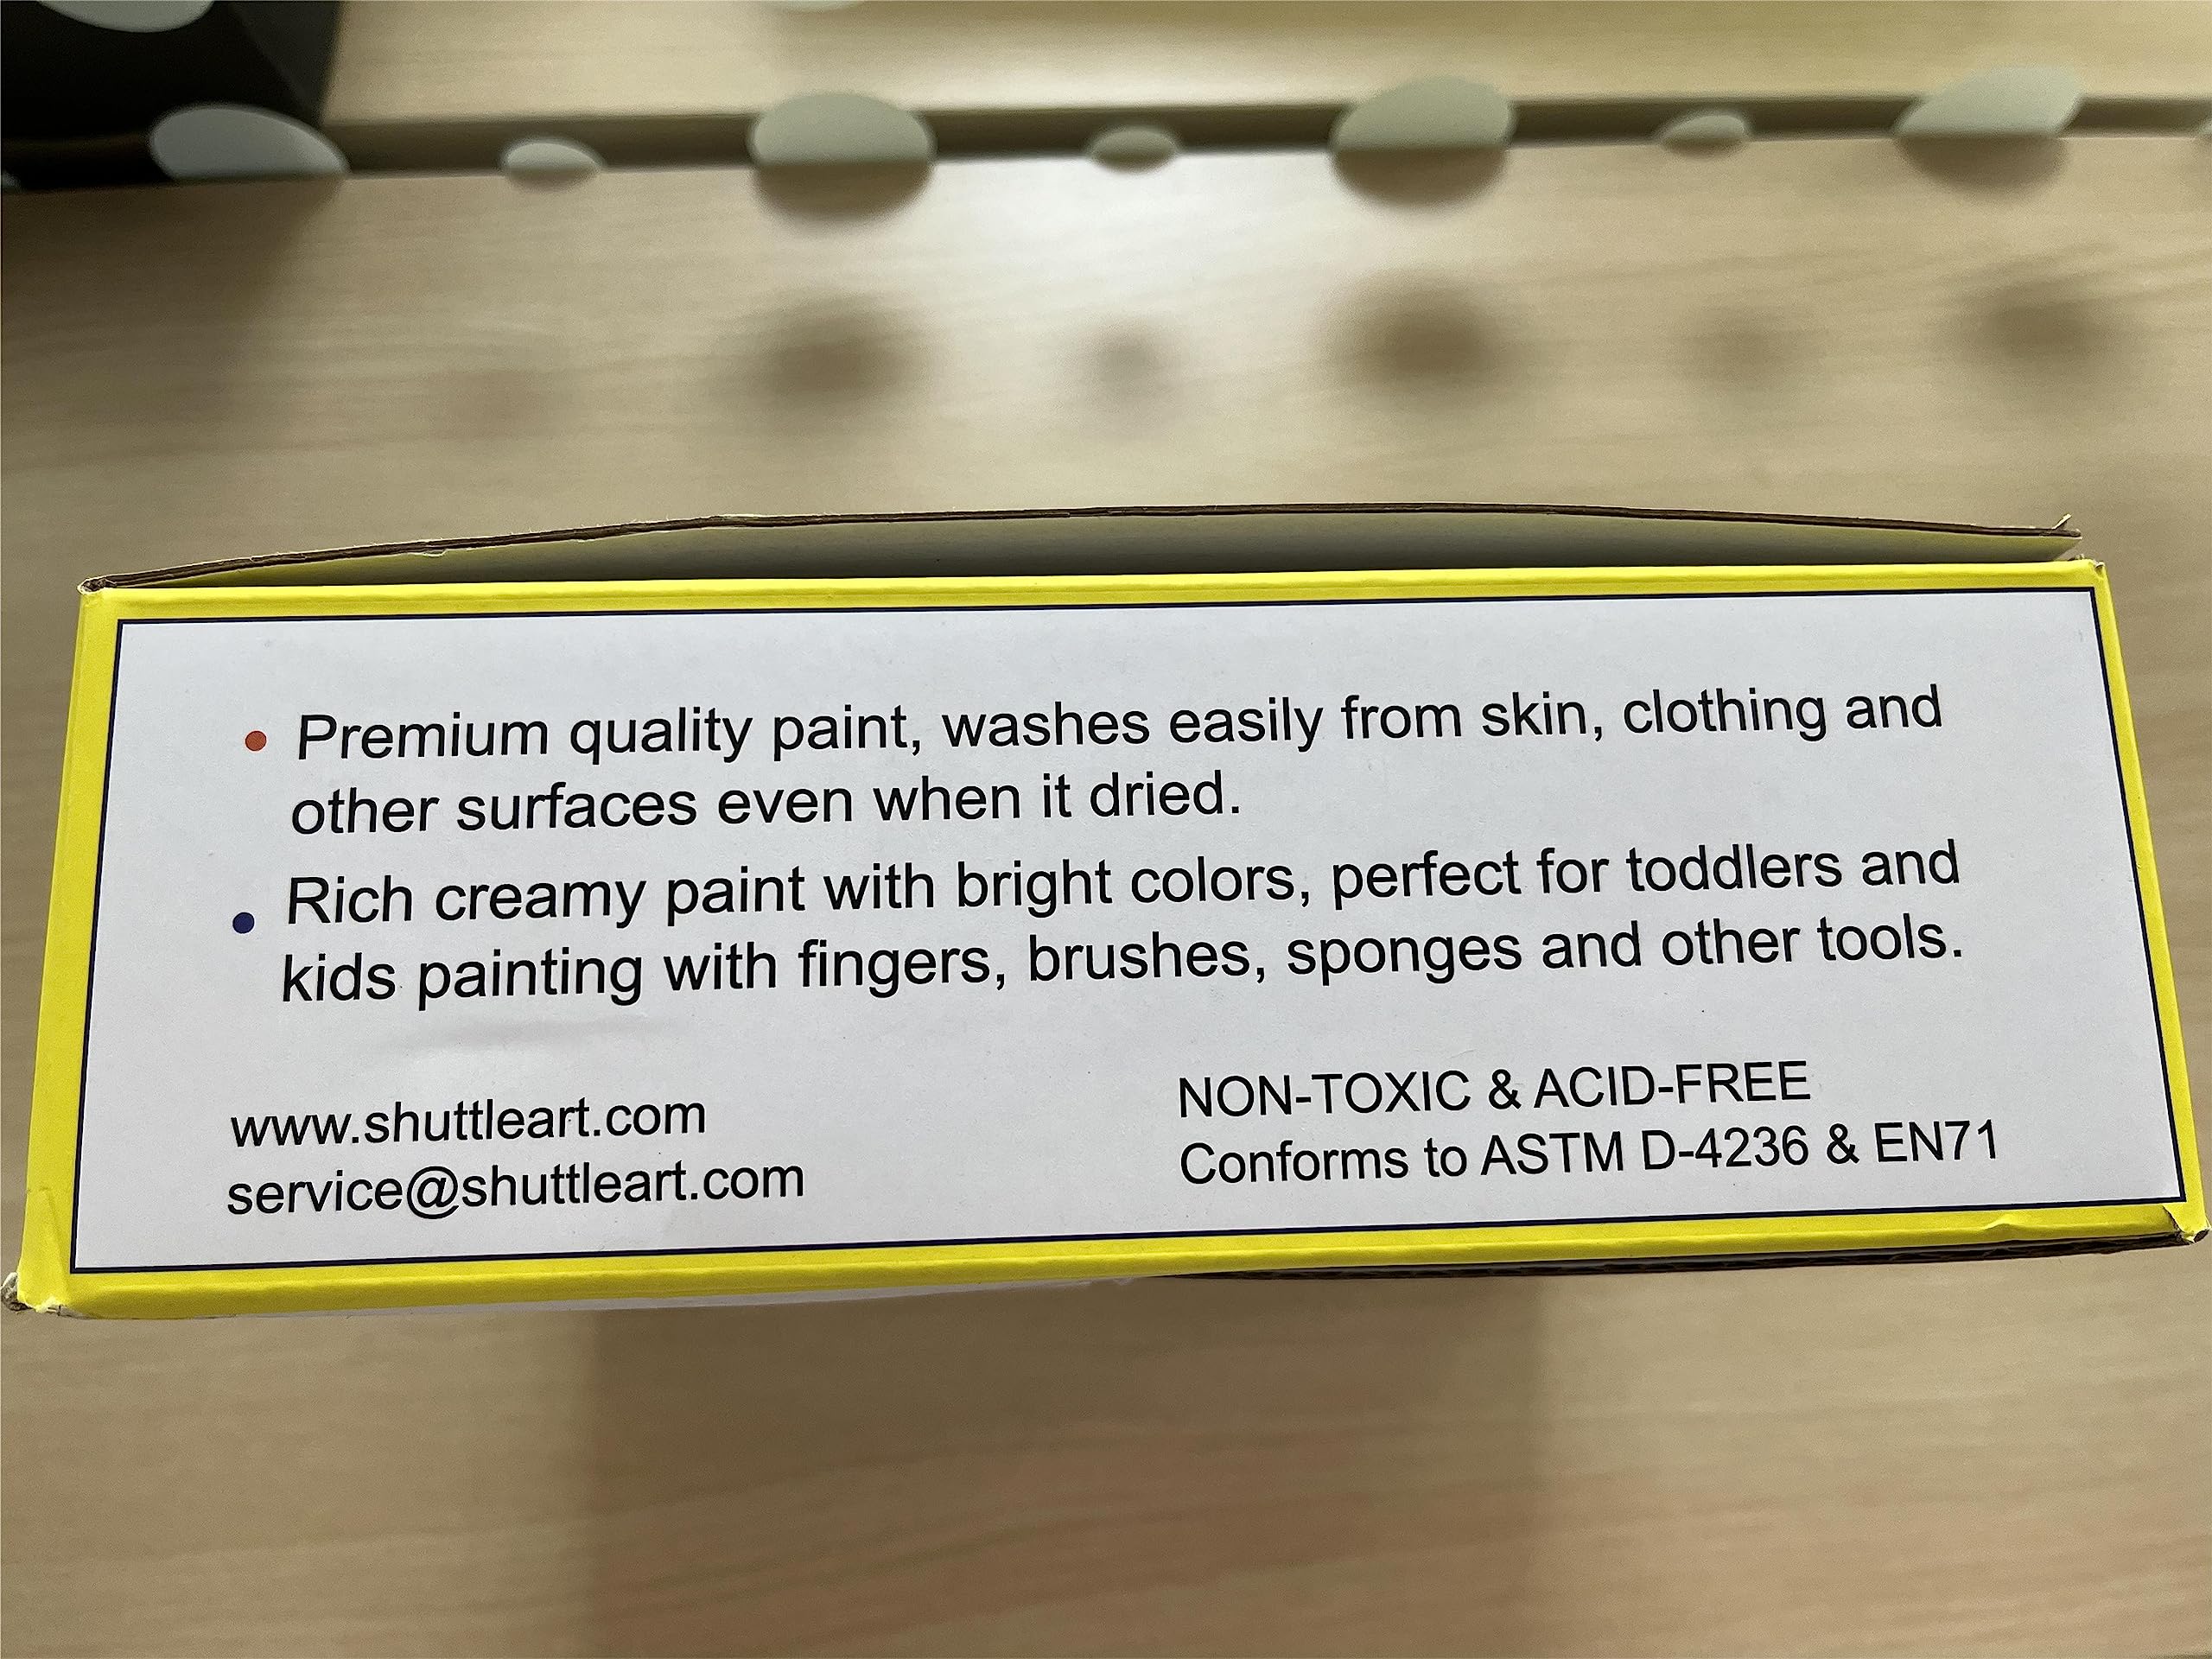 • Premium quality paint, washes easily from skin, clothing and
other surfaces even when it dried.
• Rich creamy paint with bright colors, perfect for toddlers and
kids painting with fingers, brushes, sponges and other tools.
www.shuttleart.com
service@shuttleart.com
NON-TOXIC & ACID-FREE
Conforms to ASTM D-4236 & EN71